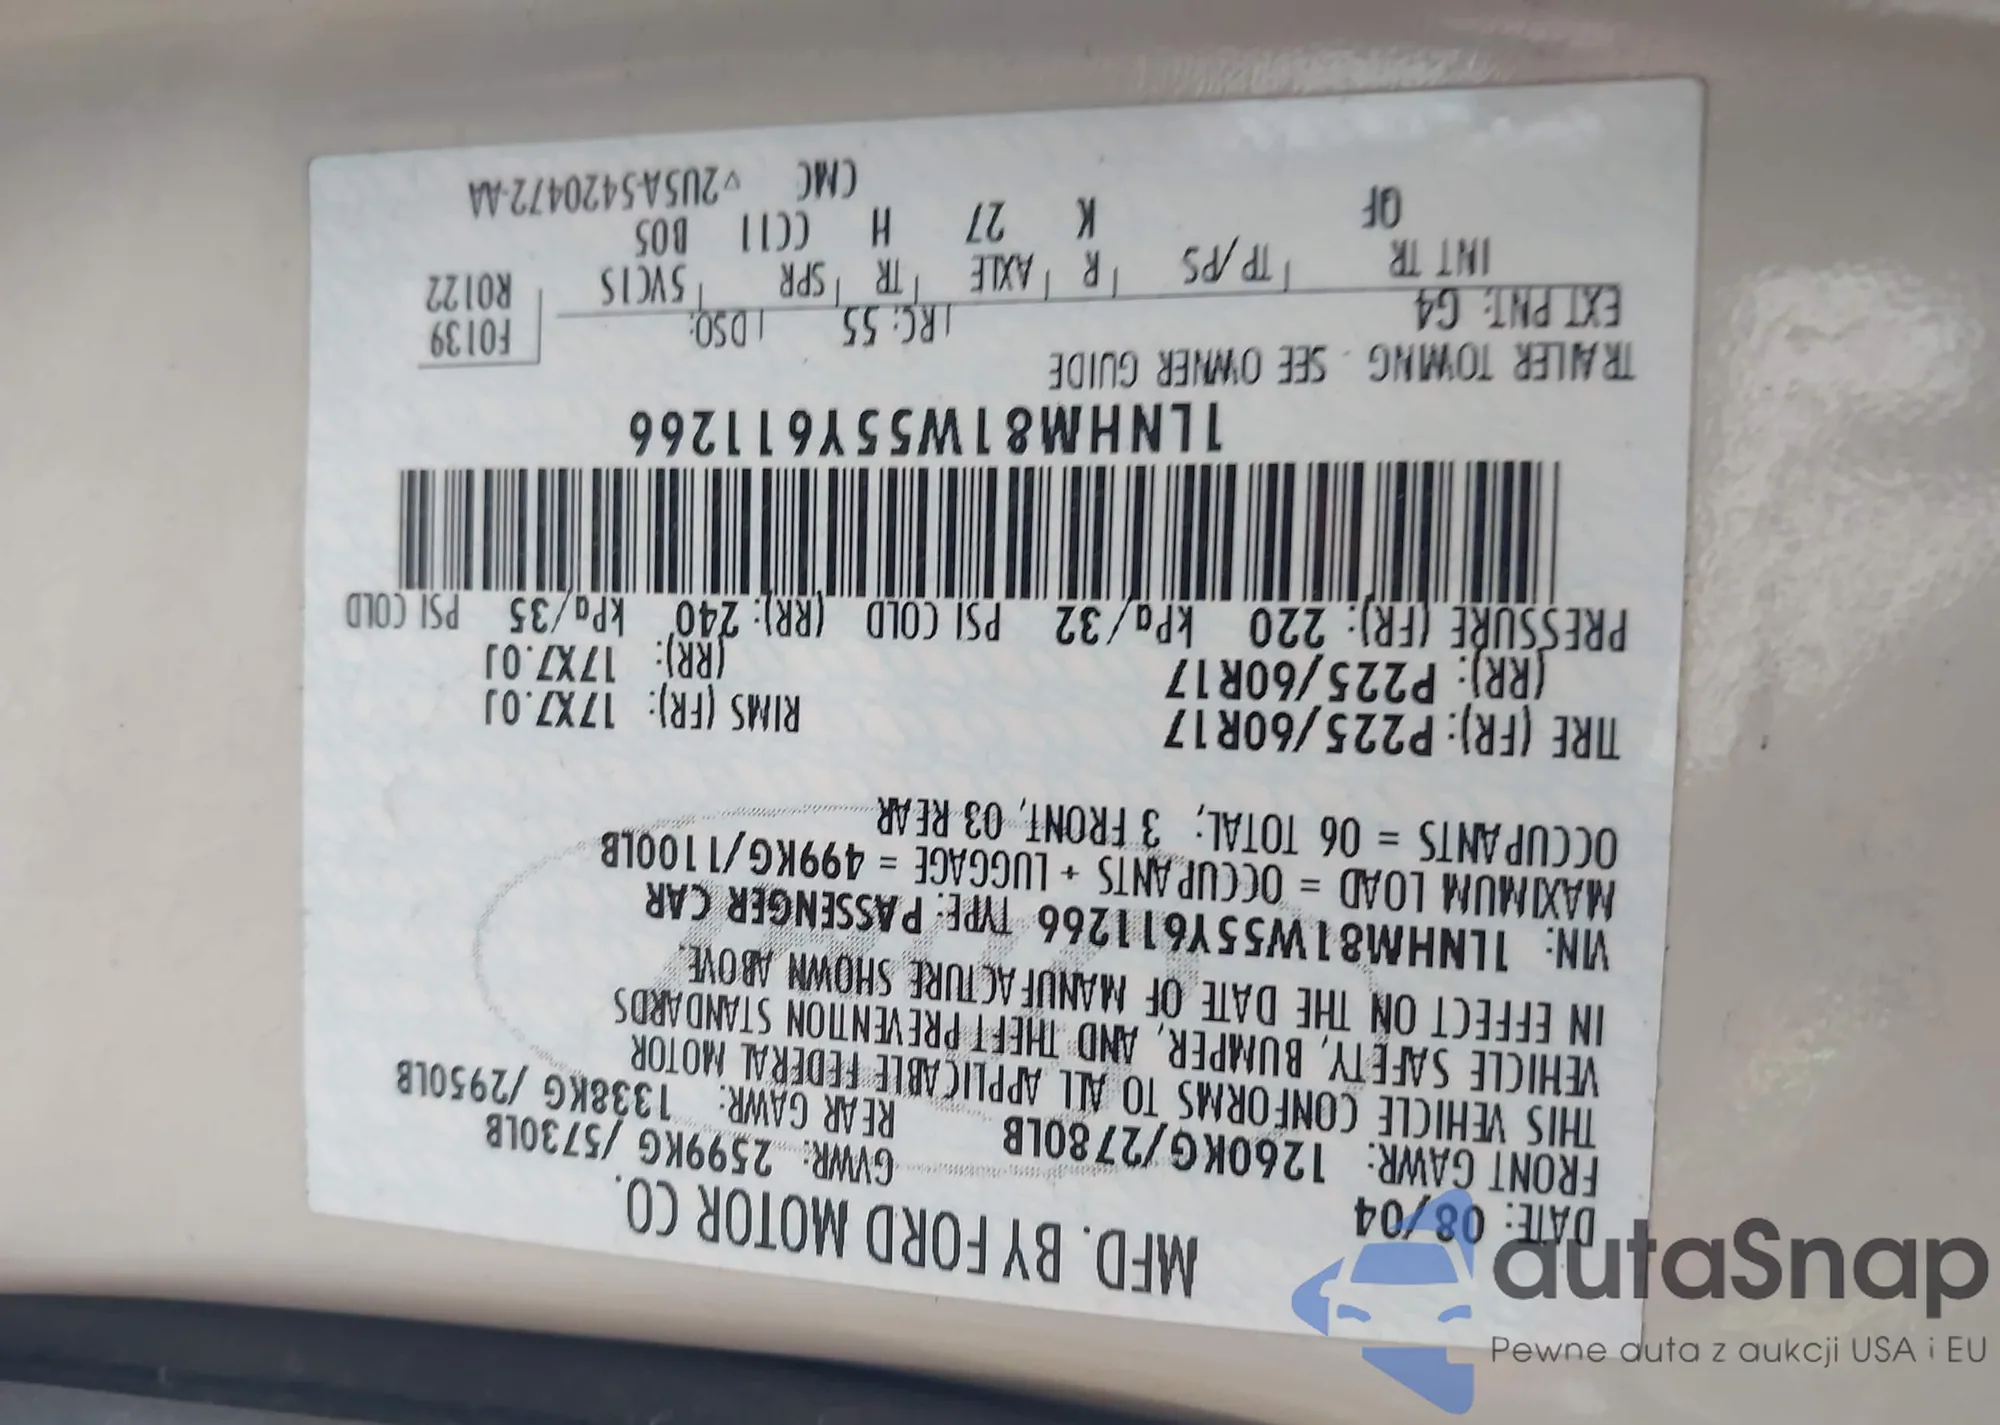 MFD. BY FORD MOTOR CO.
DATE: 08/04
GVWR: 2599KG /5730LB
FRONT GAWR: 1260KG/2780LB
REAR GAWR: 1338KG /2950LB
THIS VEHICLE CONFORMS TO ALL APPLICABLE FEDERAL MOTOR
VEHICLE SAFETY, BUMPER, AND THEFT PREVENTION STANDARDS
IN EFFECT ON THE DATE OF MANUFACTURE SHOWN ABOVE.
VIN: 1LNHM81W55Y611266 TYPE: PASSENGER CAR
MAXIMUM LOAD = OCCUPANTS + LUGGAGE = 499KG/1100LB
OCCUPANTS = 06 TOTAL; 3 FRONT, 03 REAR
TIRE (FR): P225/60R17 RIMS (FR): 17X7.0J
(RR): P225/60R17 (RR): 17X7.0J
PRESSURE (FR): 220 kPa/32 PSI COLD (RR): 240 kPa/35 PSI COLD
1LNHM81W55Y611266
TRAILER TOWING - SEE OWNER GUIDE
EXT PNT: G4 RC: 55 DSO: F0139
INT TR TP/PS R AXLE TR SPR 5VC1S R0122
QF K 27 H CC11 B05
CMC v2U5A-5420472-AA
autaSnap
Pewne auta z aukcji USA i EU